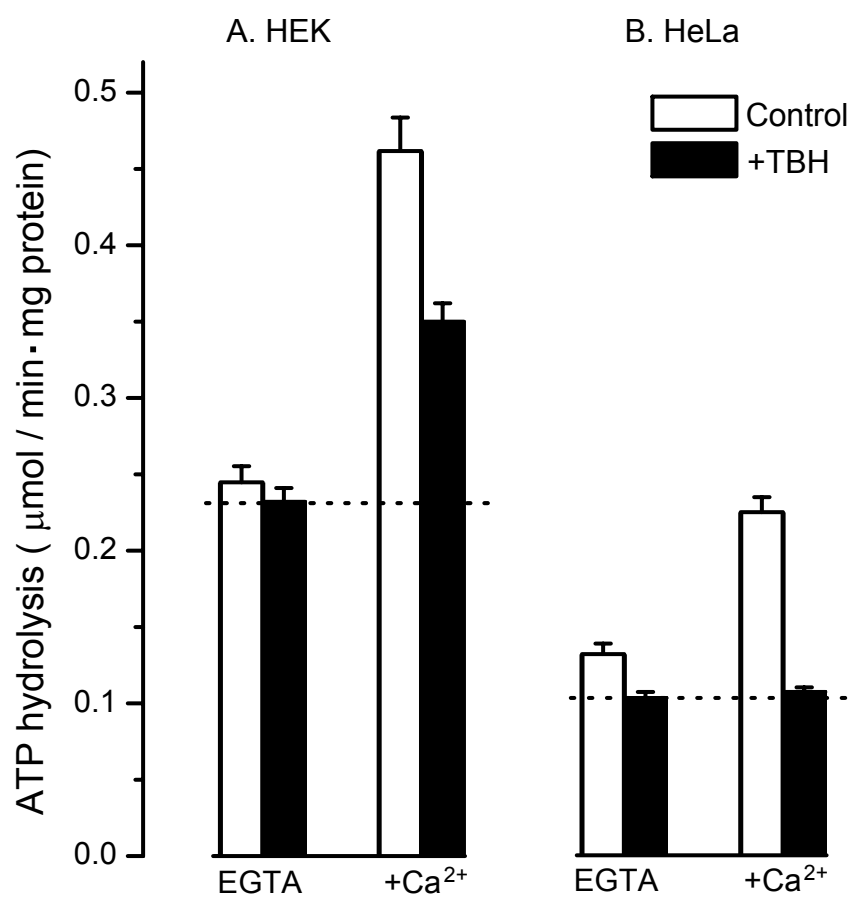 A. HEK
B. HeLa
Control
+TBH
ATP hydrolysis ( μmol / min· mg protein)
0.5
0.4
0.3
0.2
0.1
0.0
EGTA
+Ca²⁺
EGTA
+Ca²⁺